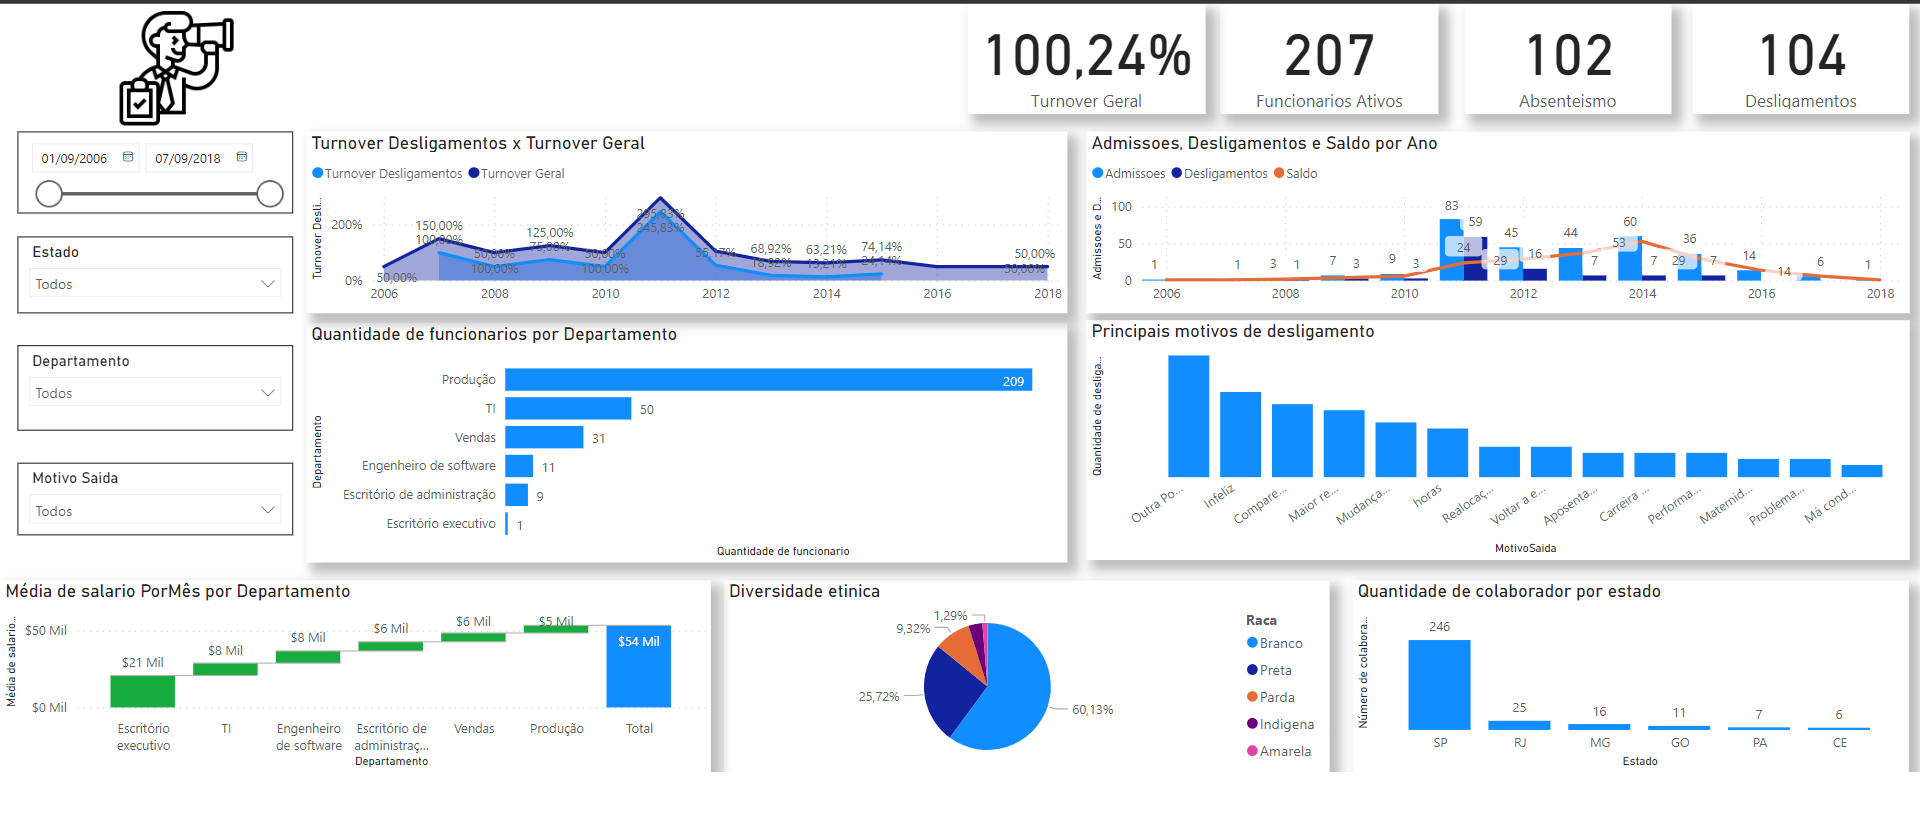 100,24%
Turnover Geral
207
Funcionarios Ativos
102
Absenteismo
104
Desligamentos
01/09/2006
07/09/2018
Estado
Todos
Departamento
Todos
Motivo Saida
Todos
Turnover Desligamentos x Turnover Geral
Turnover Desligamentos Turnover Geral
Turnover Desli...
200%
0%
50,00%
150,00%
100,00%
50,00%
100,00%
125,00%
75,00%
50,00%
100,00%
295,83%
245,83%
55,17%
68,92%
18,92%
63,21%
13,21%
74,14%
24,14%
50,00%
50,00%
2006 2008 2010 2012 2014 2016 2018
Admissoes, Desligamentos e Saldo por Ano
Admissoes Desligamentos Saldo
Admissoes e D...
100
50
0
1 1 3 1 7 3 9 3 83 24 59 29 45 16 44 7 53 60 7 29 36 7 14 14 6 1
2006 2008 2010 2012 2014 2016 2018
Quantidade de funcionarios por Departamento
Departamento
Produção 209
TI 50
Vendas 31
Engenheiro de software 11
Escritório de administração 9
Escritório executivo 1
Quantidade de funcionario
Principais motivos de desligamento
Quantidade de desliga...
Outra Po...
Infeliz
Compare...
Maior re...
Mudança...
horas
Realocaç...
Voltar a e...
Aposenta...
Carreira ...
Performa...
Maternid...
Problema...
Má cond...
MotivoSaida
Média de salario PorMês por Departamento
Média de salario...
$50 Mil
$0 Mil
$21 Mil
$8 Mil
$8 Mil
$6 Mil
$6 Mil
$5 Mil
$54 Mil
Escritório executivo
TI
Engenheiro de software
Escritório de administraç...
Vendas
Produção
Total
Departamento
Diversidade etinica
1,29%
9,32%
25,72%
60,13%
Raca
Branco
Preta
Parda
Indigena
Amarela
Quantidade de colaborador por estado
Número de colabora...
246
25
16
11
7
6
SP RJ MG GO PA CE
Estado